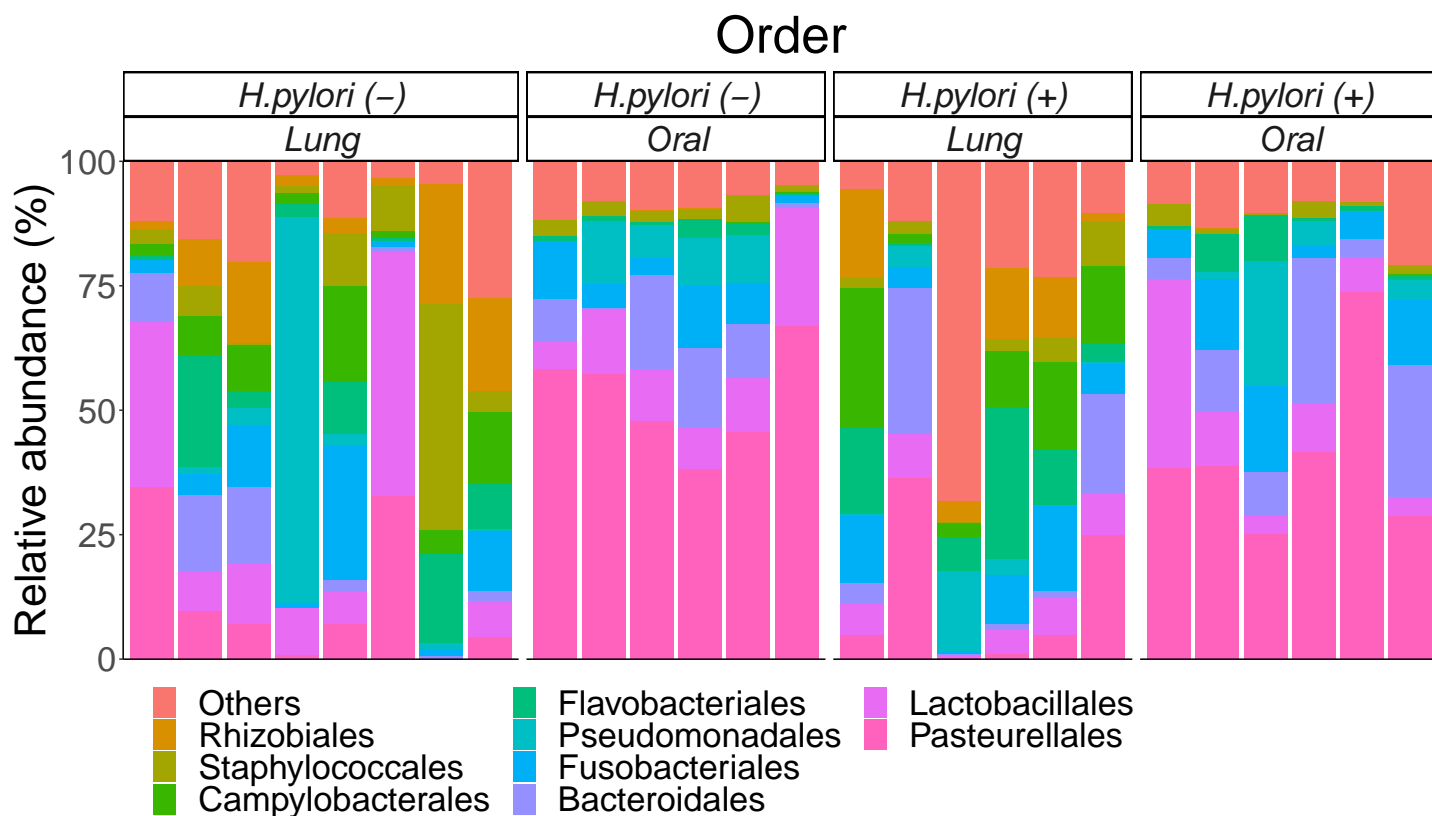 Order
H.pylori (−) H.pylori (−) H.pylori (+) H.pylori (+)
Lung Oral Lung Oral
100
75
50
25
0
Relative abundance (%)
Others Flavobacteriales Lactobacillales
Rhizobiales Pseudomonadales Pasteurellales
Staphylococcales Fusobacteriales
Campylobacterales Bacteroidales